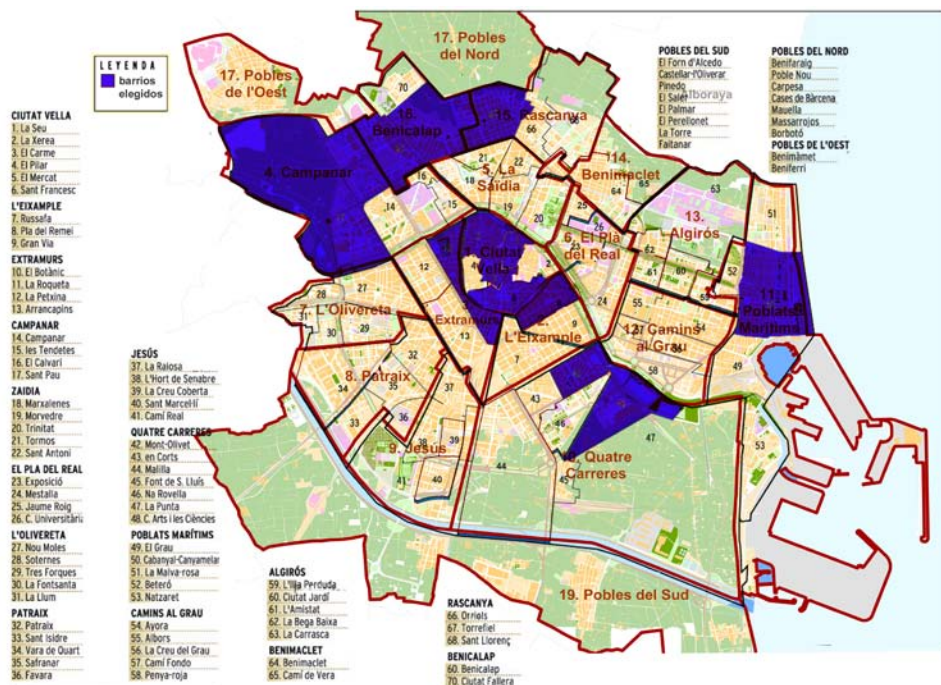 LEYENDA
barrios
elegidos
CIUTAT VELLA
1. La Seu
2. La Xerea
3. El Carme
4. El Pilar
5. El Mercat
6. Sant Francesc
L'EIXAMPLE
7. Russafa
8. Pla del Remei
9. Gran Via
EXTRAMURS
10. El Botànic
11. La Roqueta
12. La Petxina
13. Arrancapins
CAMPANAR
14. Campanar
15. les Tendetes
16. El Calvari
17. Sant Pau
ZAIDIA
18. Marxalenes
19. Morvedre
20. Trinitat
21. Tormos
22. Sant Antoni
EL PLA DEL REAL
23. Exposició
24. Mestalla
25. Jaume Roig
26. C. Universitària
L'OLIVERETA
27. Nou Moles
28. Soternes
29. Tres Forques
30. La Fontsanta
31. La Llum
PATRAIX
32. Patraix
33. Sant Isidre
34. Vara de Quart
35. Safranar
36. Favara
JESÚS
37. La Raiosa
38. L'Hort de Senabre
39. La Creu Coberta
40. Sant Marcel·lí
41. Camí Real
QUATRE CARRERES
42. Mont-Olivet
43. en Corts
44. Malilla
45. Font de S. Lluís
46. Na Rovella
47. La Punta
48. C. Arts i les Ciències
POBLATS MARÍTIMS
49. El Grau
50. Cabanyal-Canyamelar
51. La Malva-rosa
52. Beteró
53. Natzaret
CAMINS AL GRAU
54. Ayora
55. Albors
56. La Creu del Grau
57. Camí Fondo
58. Penya-roja
ALGIRÓS
59. L'Illa Perduda
60. Ciutat Jardí
61. L'Amistat
62. La Bega Baixa
63. La Carrasca
BENIMACLET
64. Benimaclet
65. Camí de Vera
RASCANYA
66. Orriols
67. Torrefiel
68. Sant Llorenç
BENICALAP
60. Benicalap
70. Ciutat Fallera
POBLES DEL SUD
El Forn d'Alcedo
Castellar-l'Oliverar
Pinedo
El Saler
El Palmar
El Perellonet
La Torre
Faitanar
POBLES DEL NORD
Benifaraig
Poble Nou
Carpesa
Cases de Bàrcena
Mauella
Massarrojos
Borbotó
POBLES DE L'OEST
Benimàmet
Beniferri
Alboraya
17. Pobles
del Nord
17. Pobles
de l'Oest
16.
Benicalap
15. Rascanya
4. Campanar
5. La
Saïdia
14.
Benimaclet
13.
Algirós
6. El Plà
del Real
1. Ciutat
Vella
11.
Poblats
Marítims
7. L'Olivereta
3.
Extramurs
2.
L'Eixample
12. Camins
al Grau
8. Patraix
9. Jesús
10. Quatre
Carreres
19. Pobles del Sud